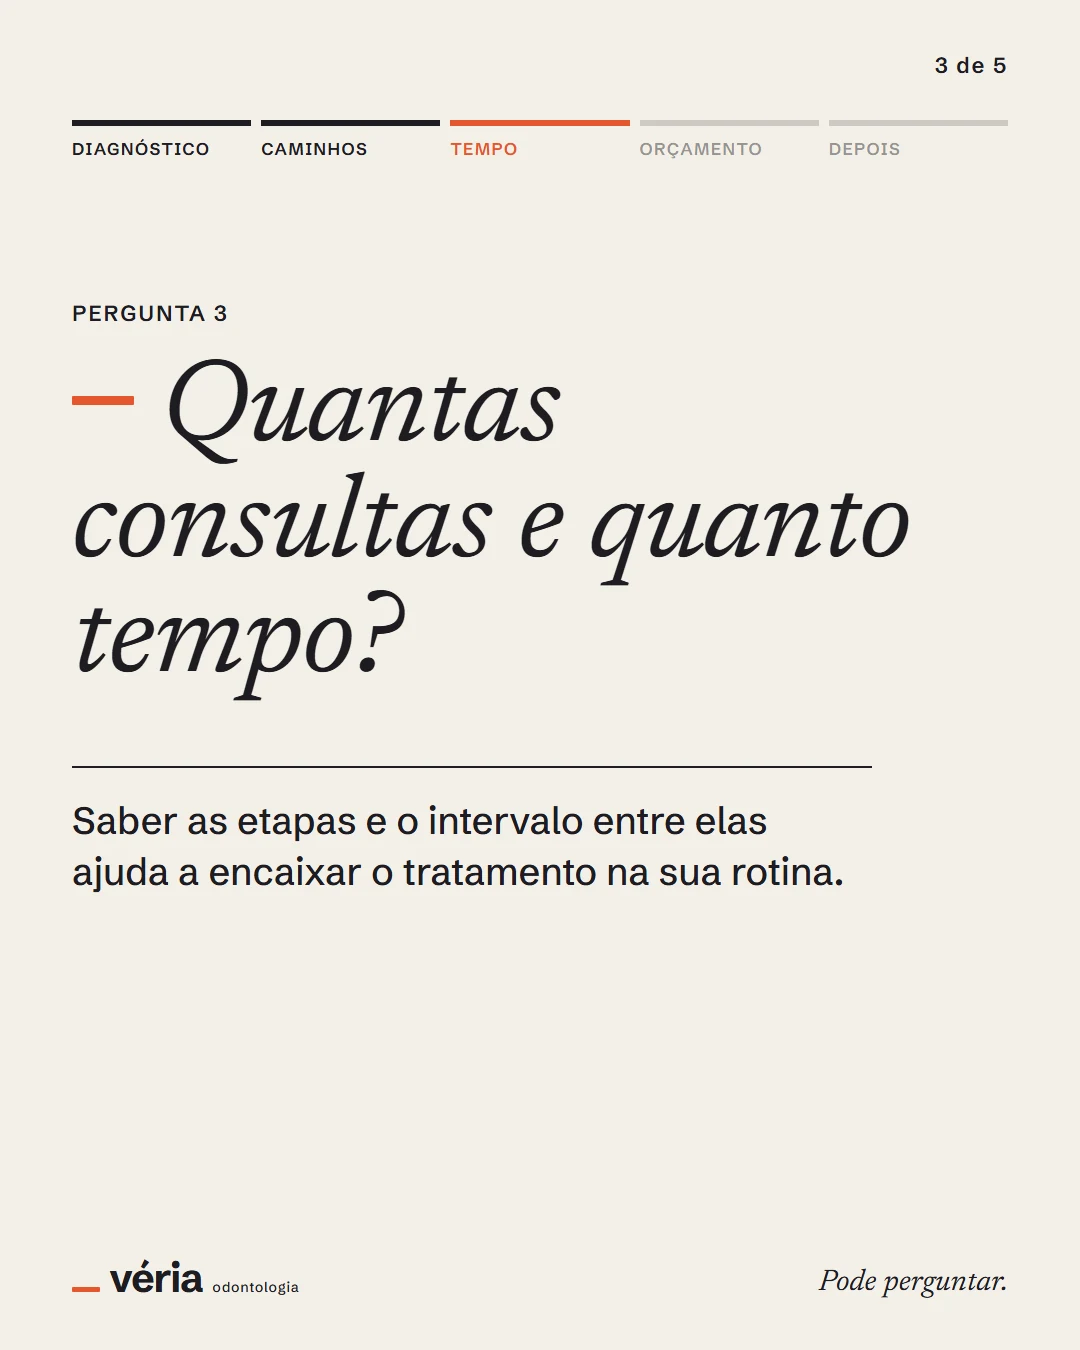 3 de 5
DIAGNÓSTICO CAMINHOS TEMPO ORÇAMENTO DEPOIS
PERGUNTA 3
— Quantas
consultas e quanto
tempo?
Saber as etapas e o intervalo entre elas
ajuda a encaixar o tratamento na sua rotina.
véria odontologia
Pode perguntar.